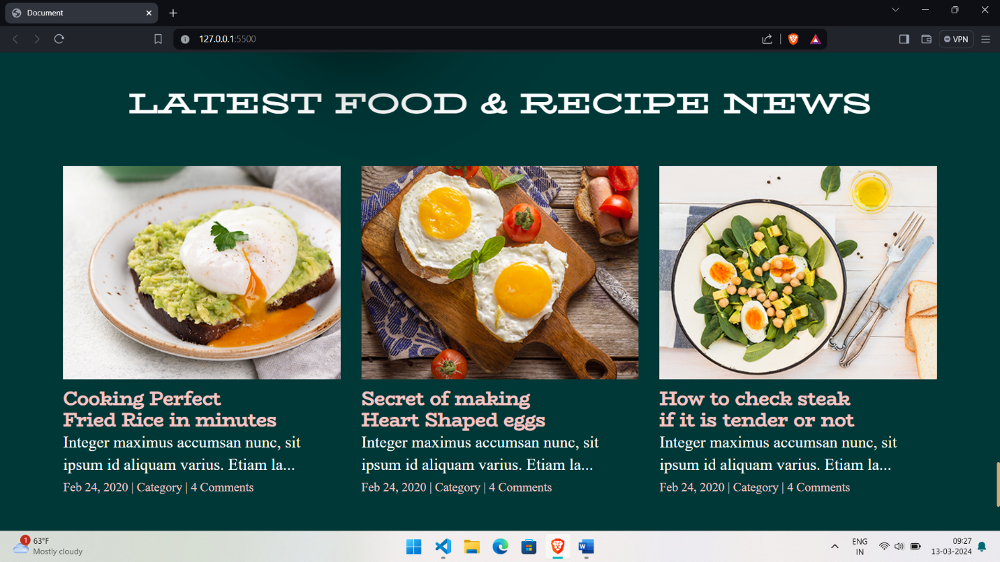 Document
127.0.0.1:5500
VPN
LATEST FOOD & RECIPE NEWS
Cooking Perfect
Fried Rice in minutes
Integer maximus accumsan nunc, sit
ipsum id aliquam varius. Etiam la...
Feb 24, 2020 | Category | 4 Comments
Secret of making
Heart Shaped eggs
Integer maximus accumsan nunc, sit
ipsum id aliquam varius. Etiam la...
Feb 24, 2020 | Category | 4 Comments
How to check steak
if it is tender or not
Integer maximus accumsan nunc, sit
ipsum id aliquam varius. Etiam la...
Feb 24, 2020 | Category | 4 Comments
1
63°F
Mostly cloudy
W
ENG
IN
09:27
13-03-2024